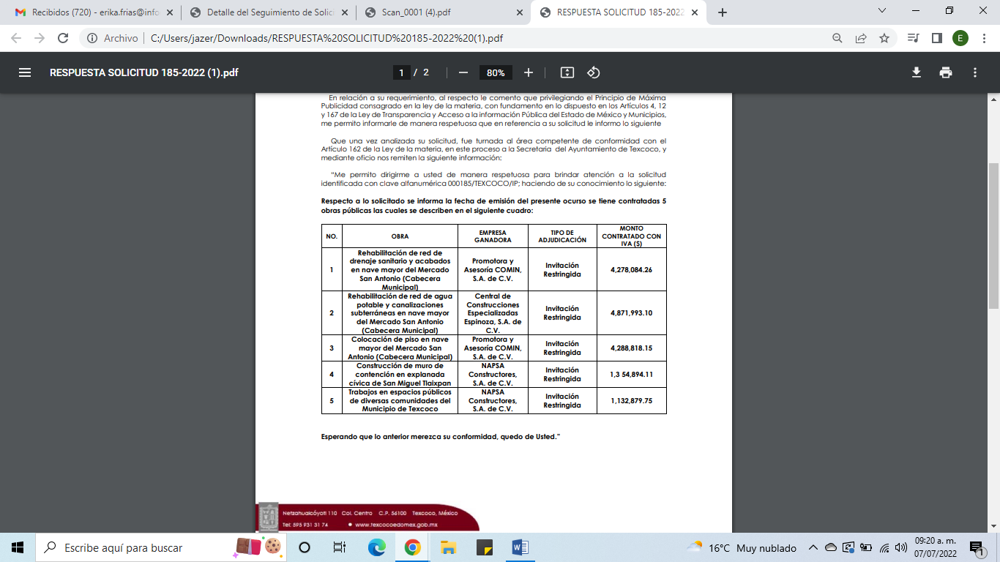 Recibidos (720) - erika.frias@info
Detalle del Seguimiento de Solici
Scan_0001 (4).pdf
RESPUESTA SOLICITUD 185-2022
Archivo
C:/Users/jazer/Downloads/RESPUESTA%20SOLICITUD%20185-2022%20(1).pdf
E
RESPUESTA SOLICITUD 185-2022 (1).pdf
1 / 2
80%
En relación a su requerimiento, al respecto le comento que privilegiando el Principio de Máxima
Publicidad consagrado en la ley de la materia, con fundamento en lo dispuesto en los Artículos 4, 12
y 167 de la Ley de Transparencia y Acceso a la información Pública del Estado de México y Municipios,
me permito informarle de manera respetuosa que en referencia a su solicitud le informo lo siguiente
Que una vez analizada su solicitud, fue turnada al área competente de conformidad con el
Artículo 162 de la Ley de la materia, en este proceso a la Secretaria del Ayuntamiento de Texcoco, y
mediante oficio nos remiten la siguiente información:
"Me permito dirigirme a usted de manera respetuosa para brindar atención a la solicitud
identificada con clave alfanumérica 000185/TEXCOCO/IP; haciendo de su conocimiento lo siguiente:
Respecto a lo solicitado se informa la fecha de emisión del presente ocurso se tiene contratadas 5
obras públicas las cuales se describen en el siguiente cuadro:
NO.
OBRA
EMPRESA
GANADORA
TIPO DE
ADJUDICACIÓN
MONTO
CONTRATADO CON
IVA ($)
1
Rehabilitación de red de
drenaje sanitario y acabados
en nave mayor del Mercado
San Antonio (Cabecera
Municipal)
Promotora y
Asesoría COMIN,
S.A. de C.V.
Invitación
Restringida
4,278,084.26
2
Rehabilitación de red de agua
potable y canalizaciones
subterráneas en nave mayor
del Mercado San Antonio
(Cabecera Municipal)
Central de
Construcciones
Especializadas
Espinoza, S.A. de
C.V.
Invitación
Restringida
4,871,993.10
3
Colocación de piso en nave
mayor del Mercado San
Antonio (Cabecera Municipal)
Promotora y
Asesoría COMIN,
S.A. de C.V.
Invitación
Restringida
4,288,818.15
4
Construcción de muro de
contención en explanada
cívica de San Miguel Tlaixpan
NAPSA
Constructores,
S.A. de C.V.
Invitación
Restringida
1,3 54,894.11
5
Trabajos en espacios públicos
de diversas comunidades del
Municipio de Texcoco
NAPSA
Constructores,
S.A. de C.V.
Invitación
Restringida
1,132,879.75
Esperando que lo anterior merezca su conformidad, quedo de Usted."
Netzahualcóyotl 110 Col. Centro C.P. 56100 Texcoco, México
Tel: 595 931 31 74 • www.texcocoedomex.gob.mx
Escribe aquí para buscar
16°C Muy nublado
09:20 a. m.
07/07/2022
1